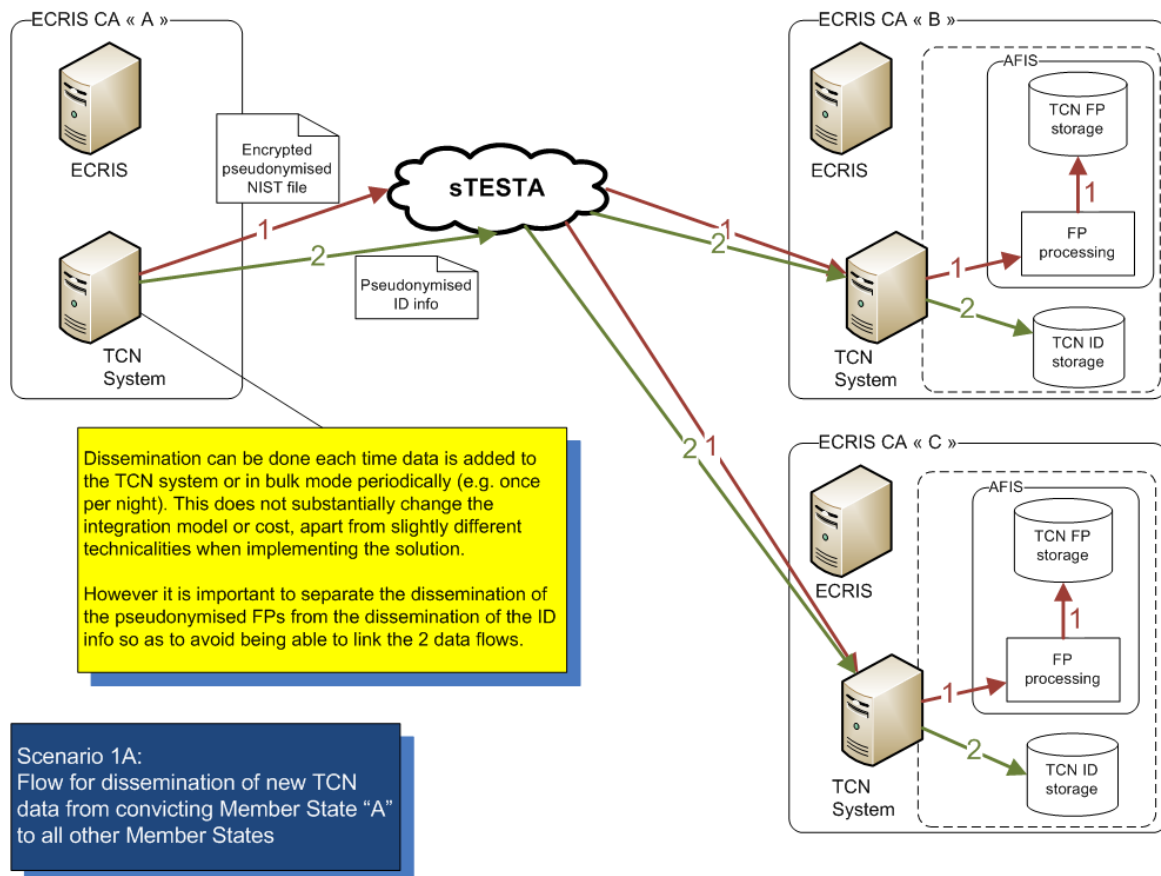 ECRIS CA « A »
ECRIS
TCN
System
Encrypted
pseudonymised
NIST file
1
2
sTESTA
Pseudonymised
ID info
1
2
1
2
ECRIS CA « B »
ECRIS
TCN
System
AFIS
TCN FP
storage
1
FP
processing
1
2
TCN ID
storage
ECRIS CA « C »
ECRIS
TCN
System
AFIS
TCN FP
storage
1
FP
processing
1
2
TCN ID
storage
Dissemination can be done each time data is added to
the TCN system or in bulk mode periodically (e.g. once
per night). This does not substantially change the
integration model or cost, apart from slightly different
technicalities when implementing the solution.
However it is important to separate the dissemination of
the pseudonymised FPs from the dissemination of the ID
info so as to avoid being able to link the 2 data flows.
Scenario 1A:
Flow for dissemination of new TCN
data from convicting Member State “A”
to all other Member States